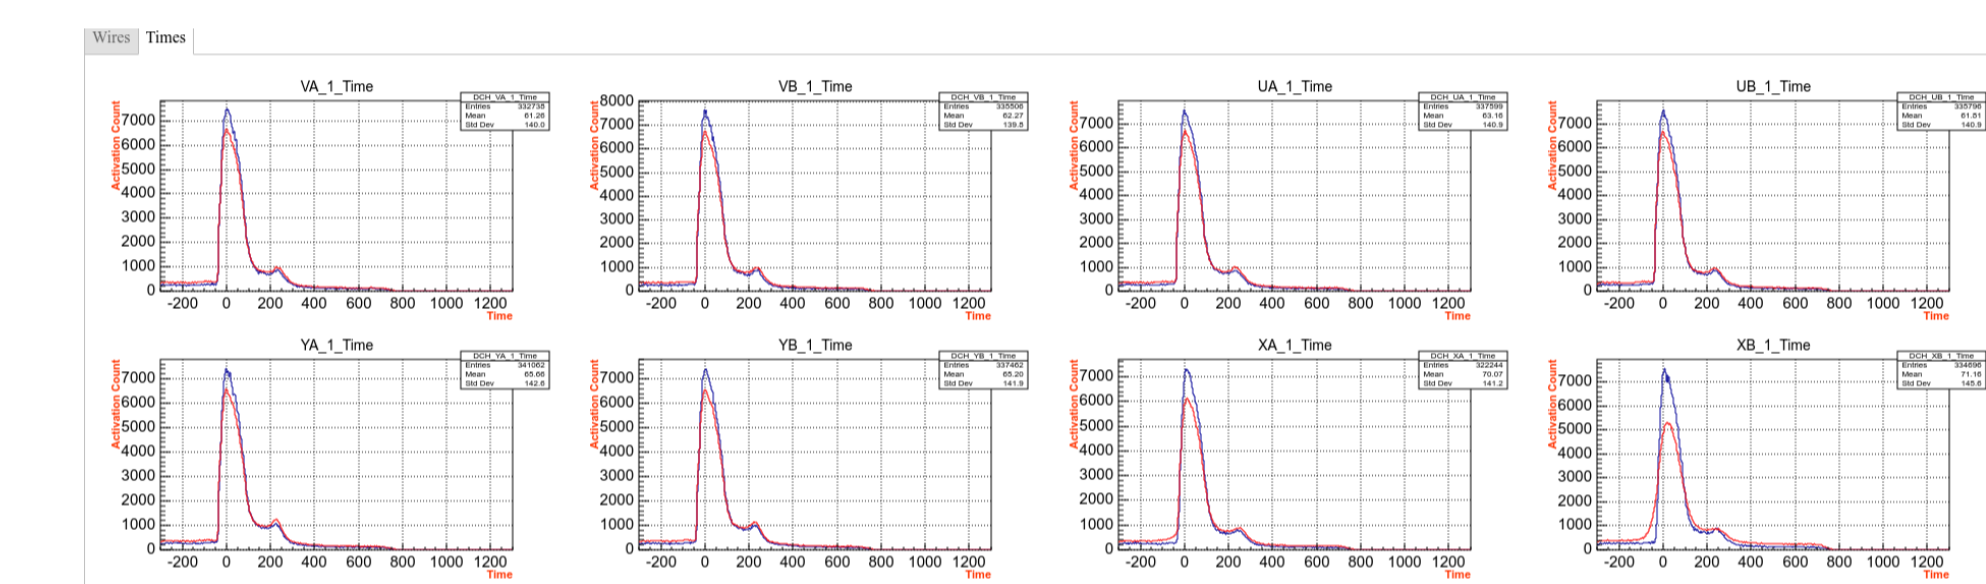 Wires Times
VA_1_Time
DCH_VA_1_Time
Entries 332738
Mean 61.26
Std Dev 140.0
Activation Count
7000
6000
5000
4000
3000
2000
1000
0
-200 0 200 400 600 800 1000 1200
Time
VB_1_Time
DCH_VB_1_Time
Entries 335506
Mean 62.27
Std Dev 139.8
Activation Count
8000
7000
6000
5000
4000
3000
2000
1000
0
-200 0 200 400 600 800 1000 1200
Time
UA_1_Time
DCH_UA_1_Time
Entries 337599
Mean 63.16
Std Dev 140.9
Activation Count
7000
6000
5000
4000
3000
2000
1000
0
-200 0 200 400 600 800 1000 1200
Time
UB_1_Time
DCH_UB_1_Time
Entries 335796
Mean 61.81
Std Dev 140.9
Activation Count
7000
6000
5000
4000
3000
2000
1000
0
-200 0 200 400 600 800 1000 1200
Time
YA_1_Time
DCH_YA_1_Time
Entries 341062
Mean 65.66
Std Dev 142.6
Activation Count
7000
6000
5000
4000
3000
2000
1000
0
-200 0 200 400 600 800 1000 1200
Time
YB_1_Time
DCH_YB_1_Time
Entries 337462
Mean 65.20
Std Dev 141.9
Activation Count
7000
6000
5000
4000
3000
2000
1000
0
-200 0 200 400 600 800 1000 1200
Time
XA_1_Time
DCH_XA_1_Time
Entries 322244
Mean 70.07
Std Dev 141.2
Activation Count
7000
6000
5000
4000
3000
2000
1000
0
-200 0 200 400 600 800 1000 1200
Time
XB_1_Time
DCH_XB_1_Time
Entries 334696
Mean 71.16
Std Dev 145.6
Activation Count
7000
6000
5000
4000
3000
2000
1000
0
-200 0 200 400 600 800 1000 1200
Time